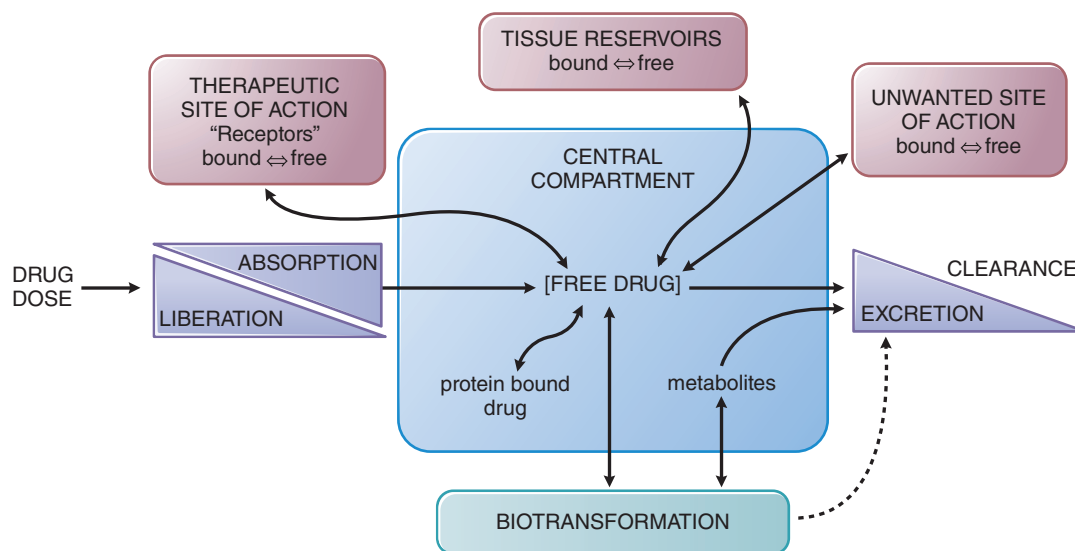 TISSUE RESERVOIRS
bound ⇔ free
THERAPEUTIC
SITE OF ACTION
“Receptors”
bound ⇔ free
UNWANTED SITE
OF ACTION
bound ⇔ free
CENTRAL
COMPARTMENT
DRUG
DOSE
ABSORPTION
LIBERATION
[FREE DRUG]
CLEARANCE
EXCRETION
protein bound
drug
metabolites
BIOTRANSFORMATION